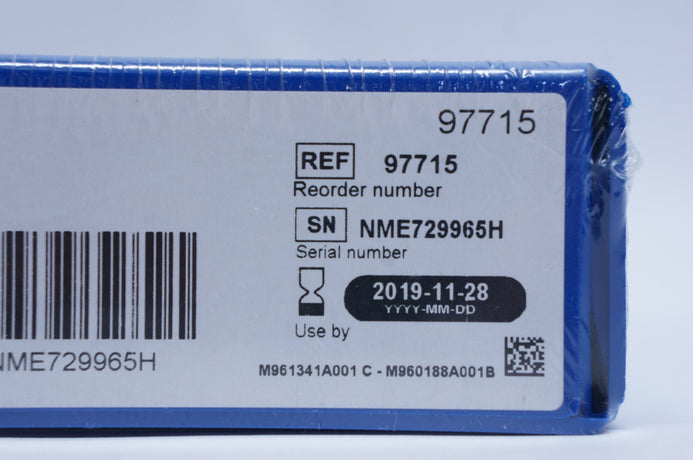 97715
REF 97715
Reorder number
SN NME729965H
Serial number
2019-11-28
YYYY-MM-DD
Use by
NME729965H
M961341A001 C - M960188A001B